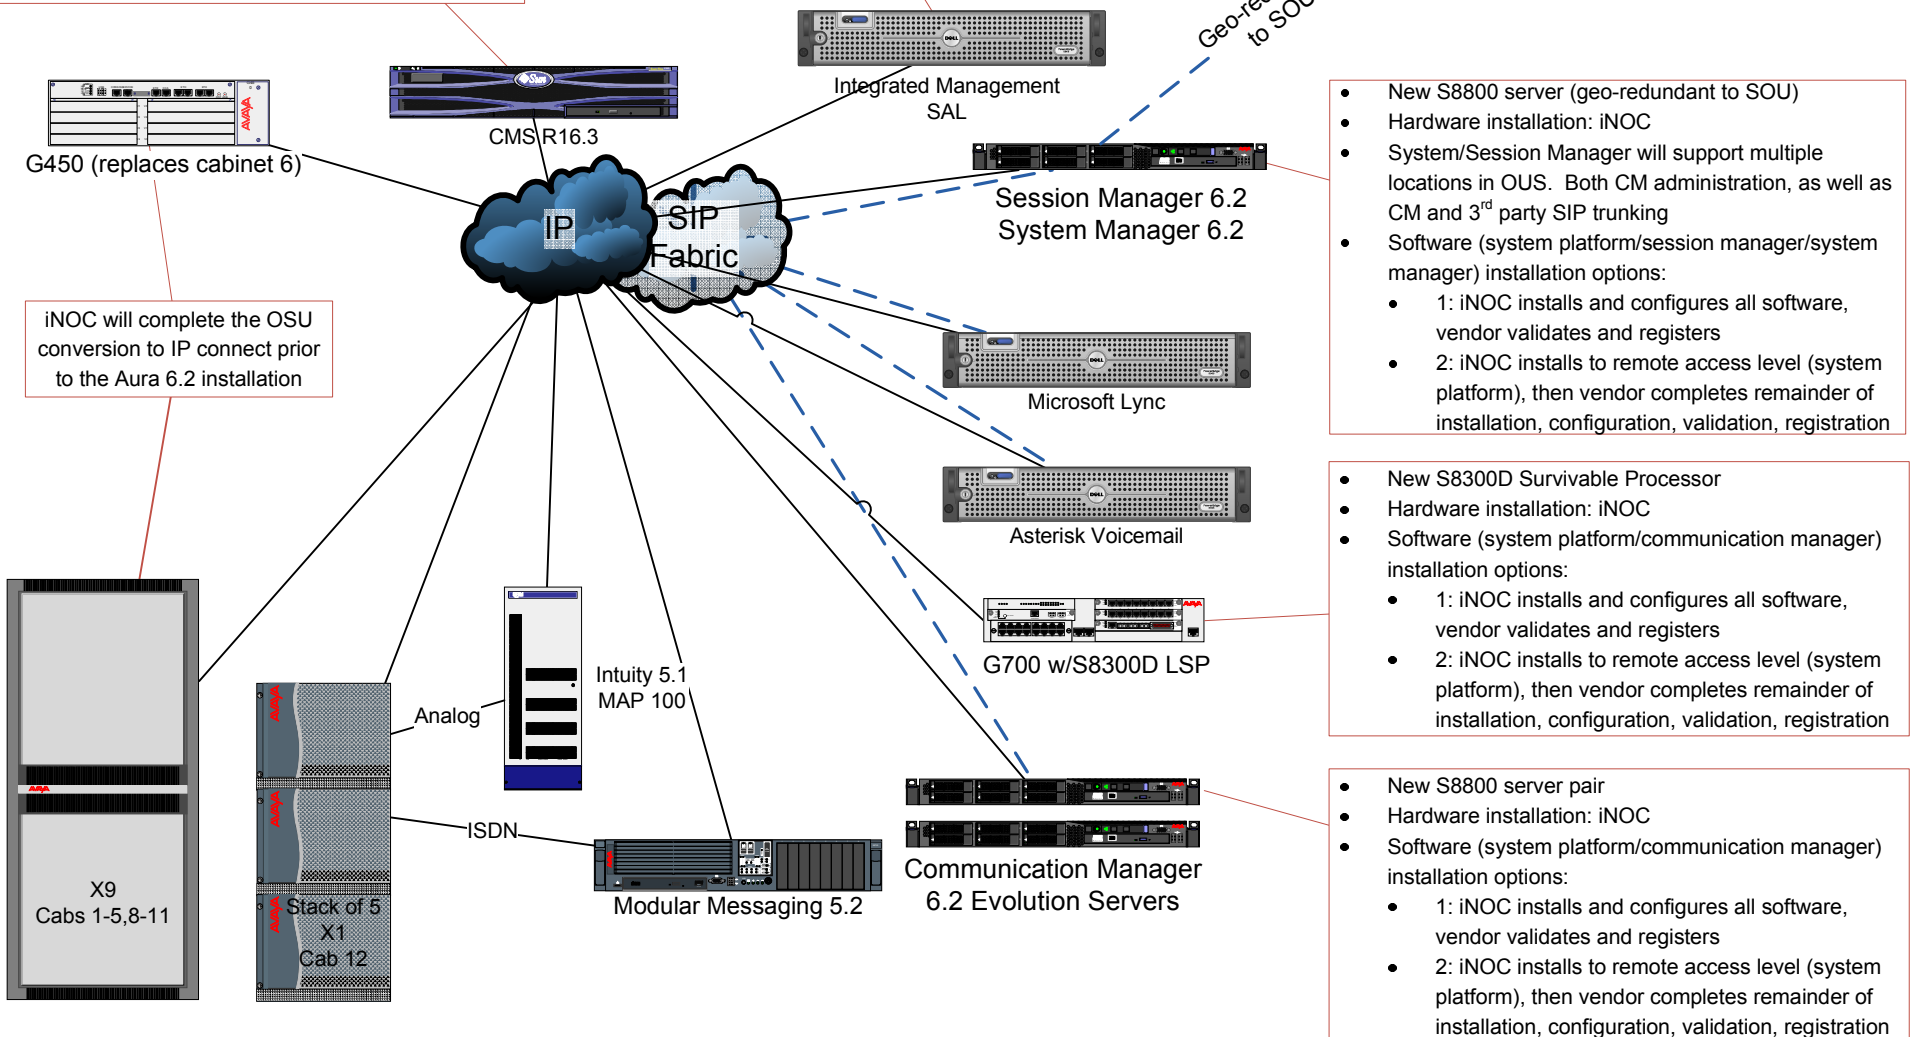 Geo-redun
to SOU
Integrated Management
SAL
CMS R16.3
G450 (replaces cabinet 6)
IP
SIP
Fabric
Session Manager 6.2
System Manager 6.2
iNOC will complete the OSU
conversion to IP connect prior
to the Aura 6.2 installation
Microsoft Lync
Asterisk Voicemail
G700 w/S8300D LSP
Intuity 5.1
MAP 100
Analog
ISDN
Modular Messaging 5.2
Communication Manager
6.2 Evolution Servers
X9
Cabs 1-5,8-11
Stack of 5
X1
Cab 12
• New S8800 server (geo-redundant to SOU)
• Hardware installation: iNOC
• System/Session Manager will support multiple
locations in OUS. Both CM administration, as well as
CM and 3rd party SIP trunking
• Software (system platform/session manager/system
manager) installation options:
• 1: iNOC installs and configures all software,
vendor validates and registers
• 2: iNOC installs to remote access level (system
platform), then vendor completes remainder of
installation, configuration, validation, registration
• New S8300D Survivable Processor
• Hardware installation: iNOC
• Software (system platform/communication manager)
installation options:
• 1: iNOC installs and configures all software,
vendor validates and registers
• 2: iNOC installs to remote access level (system
platform), then vendor completes remainder of
installation, configuration, validation, registration
• New S8800 server pair
• Hardware installation: iNOC
• Software (system platform/communication manager)
installation options:
• 1: iNOC installs and configures all software,
vendor validates and registers
• 2: iNOC installs to remote access level (system
platform), then vendor completes remainder of
installation, configuration, validation, registration
AVAYA
Sun
DELL
DELL
DELL
AVAYA
AVAYA
AVAYA
AVAYA
AVAYA